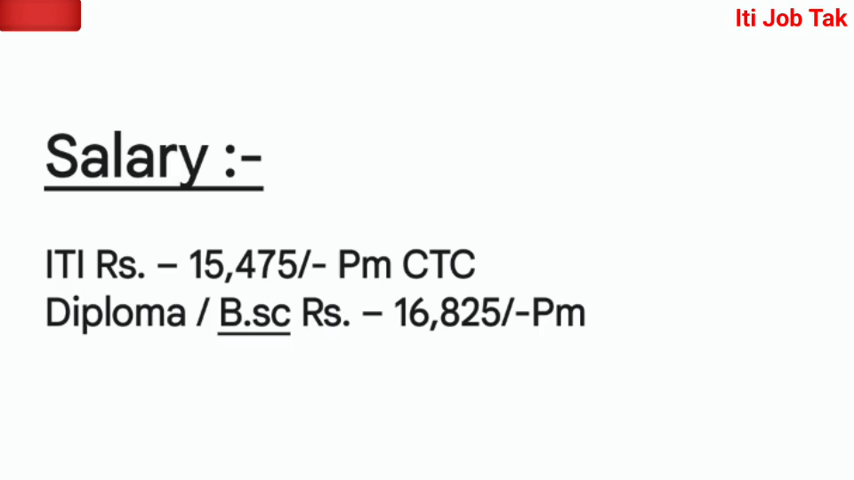 Iti Job Tak
Salary :-
ITI Rs. – 15,475/- Pm CTC
Diploma / B.sc Rs. – 16,825/-Pm